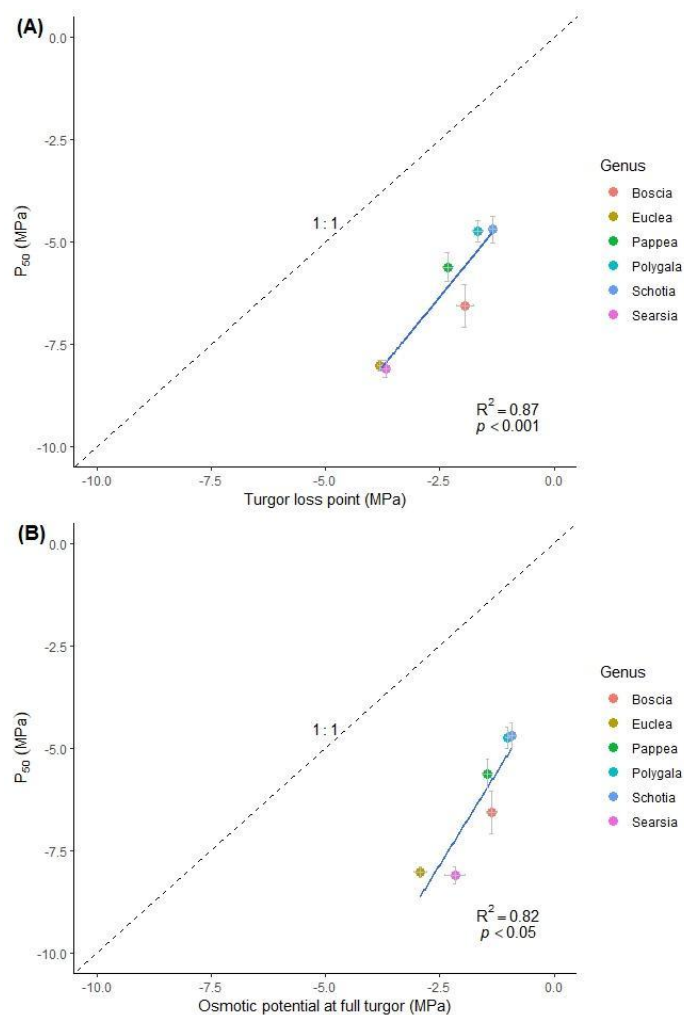 (A)
0.0
-2.5
-5.0
-7.5
-10.0
P50 (MPa)
1 : 1
R2 = 0.87
p < 0.001
-10.0 -7.5 -5.0 -2.5 0.0
Turgor loss point (MPa)
Genus
Boscia
Euclea
Pappea
Polygala
Schotia
Searsia
(B)
0.0
-2.5
-5.0
-7.5
-10.0
P50 (MPa)
1 : 1
R2 = 0.82
p < 0.05
-10.0 -7.5 -5.0 -2.5 0.0
Osmotic potential at full turgor (MPa)
Genus
Boscia
Euclea
Pappea
Polygala
Schotia
Searsia